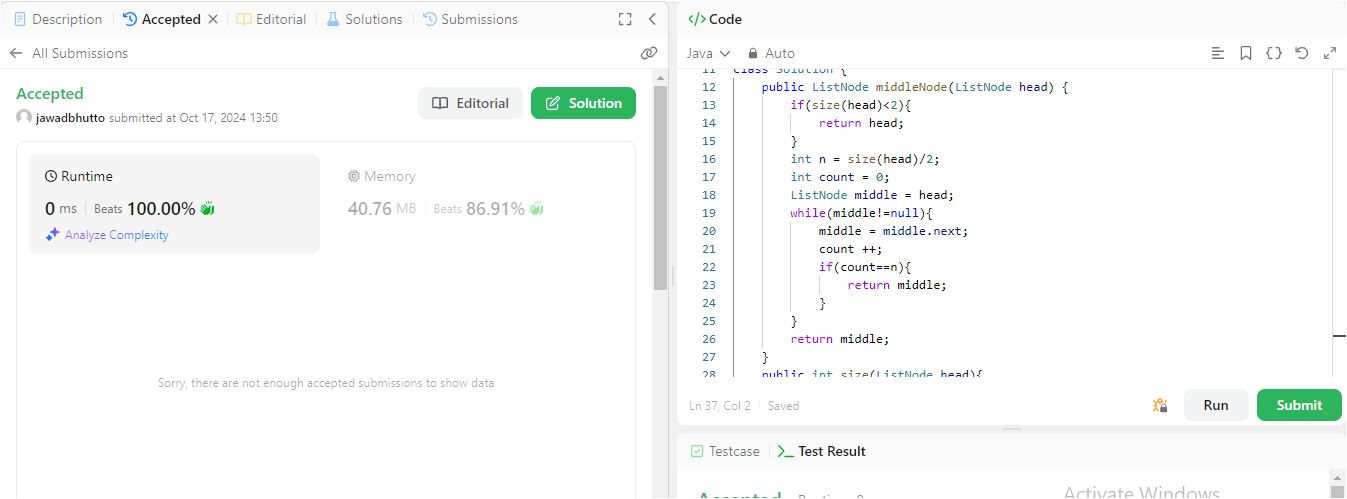 Description
Accepted
Editorial
Solutions
Submissions
All Submissions
Accepted
jawadbhutto submitted at Oct 17, 2024 13:50
Editorial
Solution
Runtime
0 ms | Beats 100.00%
Analyze Complexity
Memory
40.76 MB | Beats 86.91%
Sorry, there are not enough accepted submissions to show data
</> Code
Java
Auto
11 class Solution {
12 public ListNode middleNode(ListNode head) {
13 if(size(head)<2){
14 return head;
15 }
16 int n = size(head)/2;
17 int count = 0;
18 ListNode middle = head;
19 while(middle!=null){
20 middle = middle.next;
21 count ++;
22 if(count==n){
23 return middle;
24 }
25 }
26 return middle;
27 }
28 public int size(ListNode head){
Ln 37, Col 2 | Saved
Run
Submit
Testcase
>_ Test Result
Accepted
Activate Windows